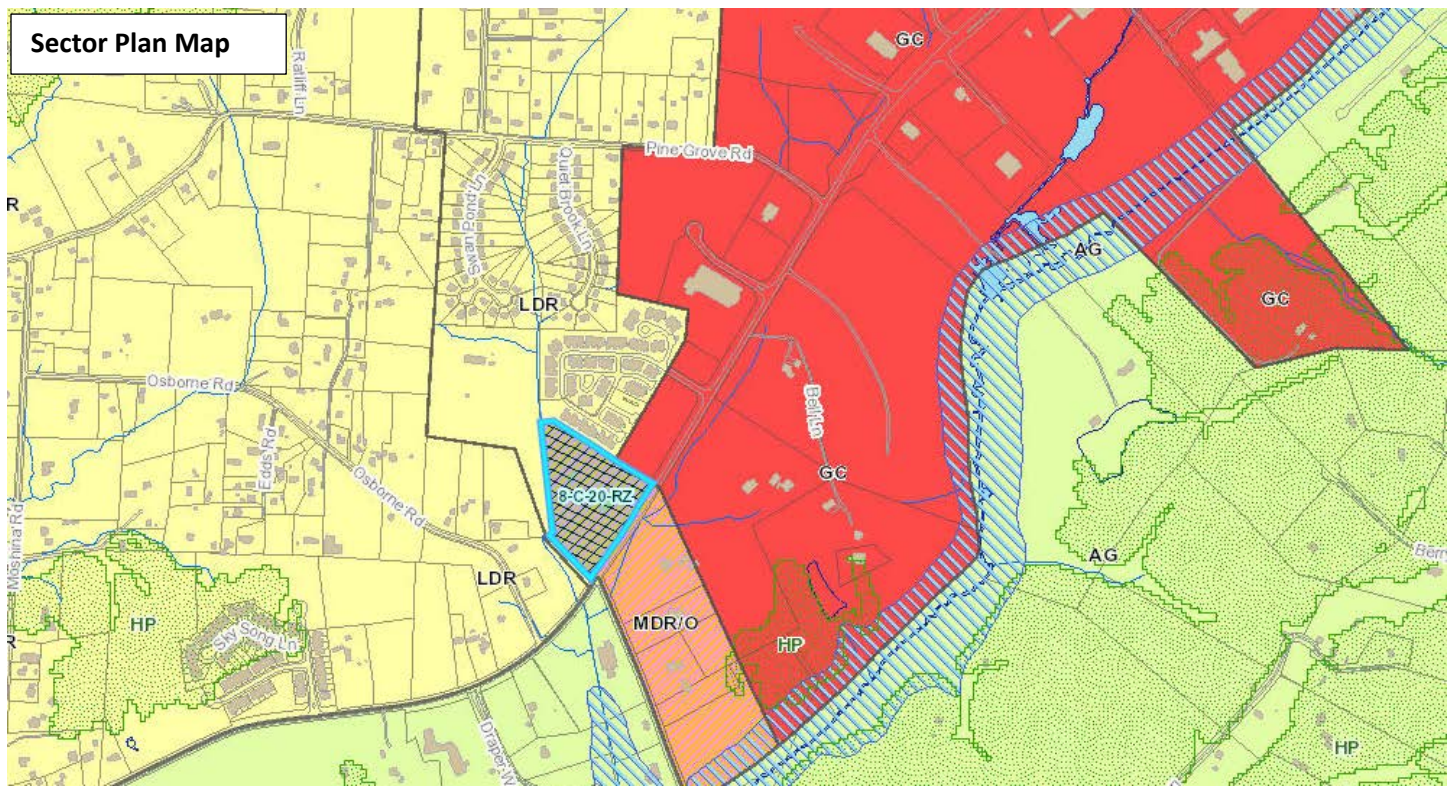 Sector Plan Map
GC
Ratliff Ln
Pine Grove Rd
Swan Pond Ln
Quiet Brook Ln
R
AG
LDR
GC
Osborne Rd
Bell Ln
Edds Rd
GC
8-C-20-RZ
Osborne Rd
Moshina Rd
AG
LDR
HP
MDR/O
Sky Song Ln
HP
R
Draper
HP